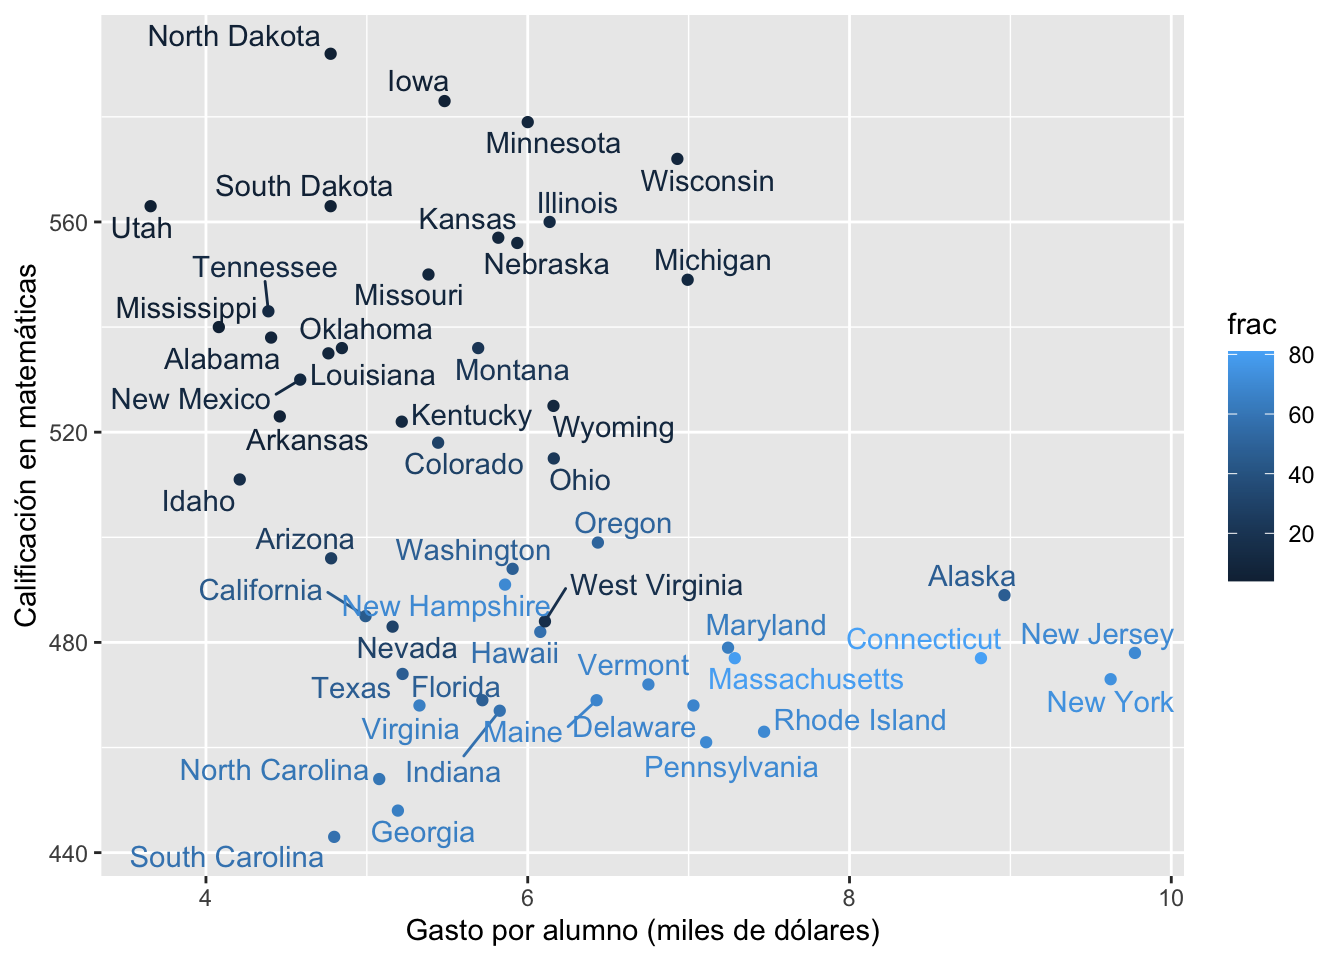 North Dakota
Iowa
Minnesota
Wisconsin
South Dakota
Illinois
Utah
Kansas
Nebraska
Michigan
Tennessee
Missouri
Mississippi
Oklahoma
Alabama
Louisiana
Montana
New Mexico
Kentucky
Wyoming
Arkansas
Colorado
Ohio
Idaho
Oregon
Arizona
Washington
West Virginia
Alaska
California
New Hampshire
Maryland
Connecticut
New Jersey
Nevada
Hawaii
Vermont
Massachusetts
Texas
Florida
New York
Virginia
Maine
Delaware
Rhode Island
North Carolina
Indiana
Pennsylvania
Georgia
South Carolina
560
520
480
440
4
6
8
10
Calificación en matemáticas
Gasto por alumno (miles de dólares)
frac
80
60
40
20